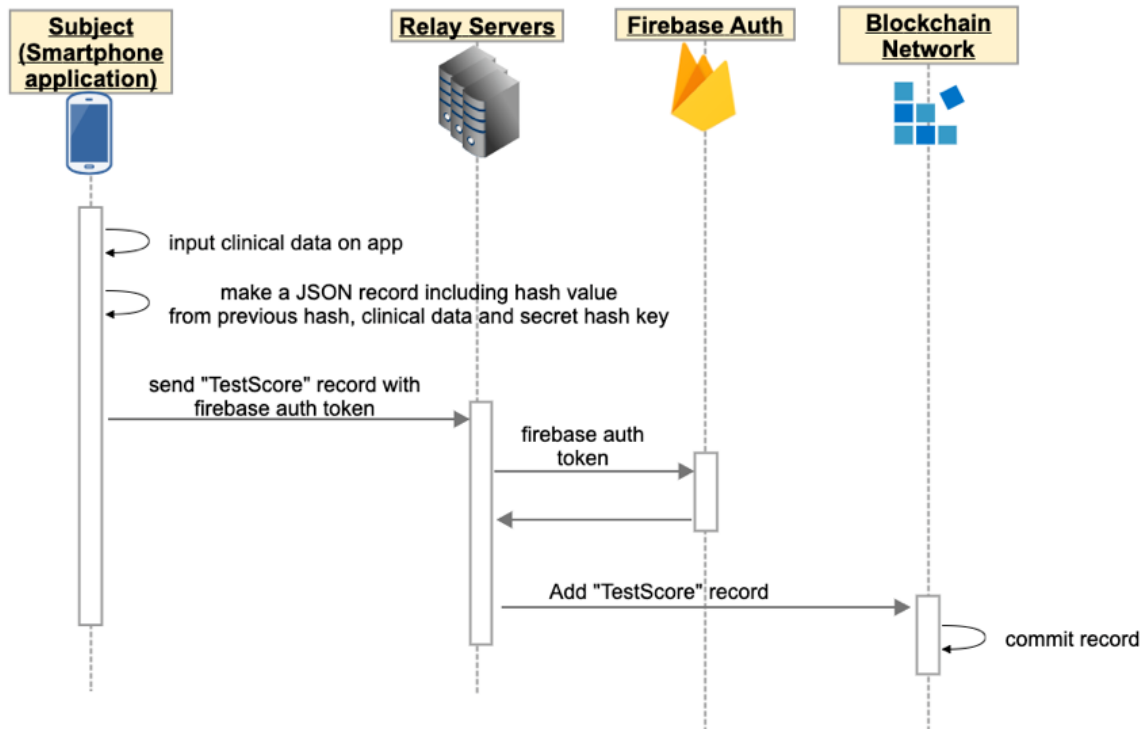 Subject
(Smartphone
application)
Relay Servers
Firebase Auth
Blockchain
Network
input clinical data on app
make a JSON record including hash value
from previous hash, clinical data and secret hash key
send "TestScore" record with
firebase auth token
firebase auth
token
Add "TestScore" record
commit record